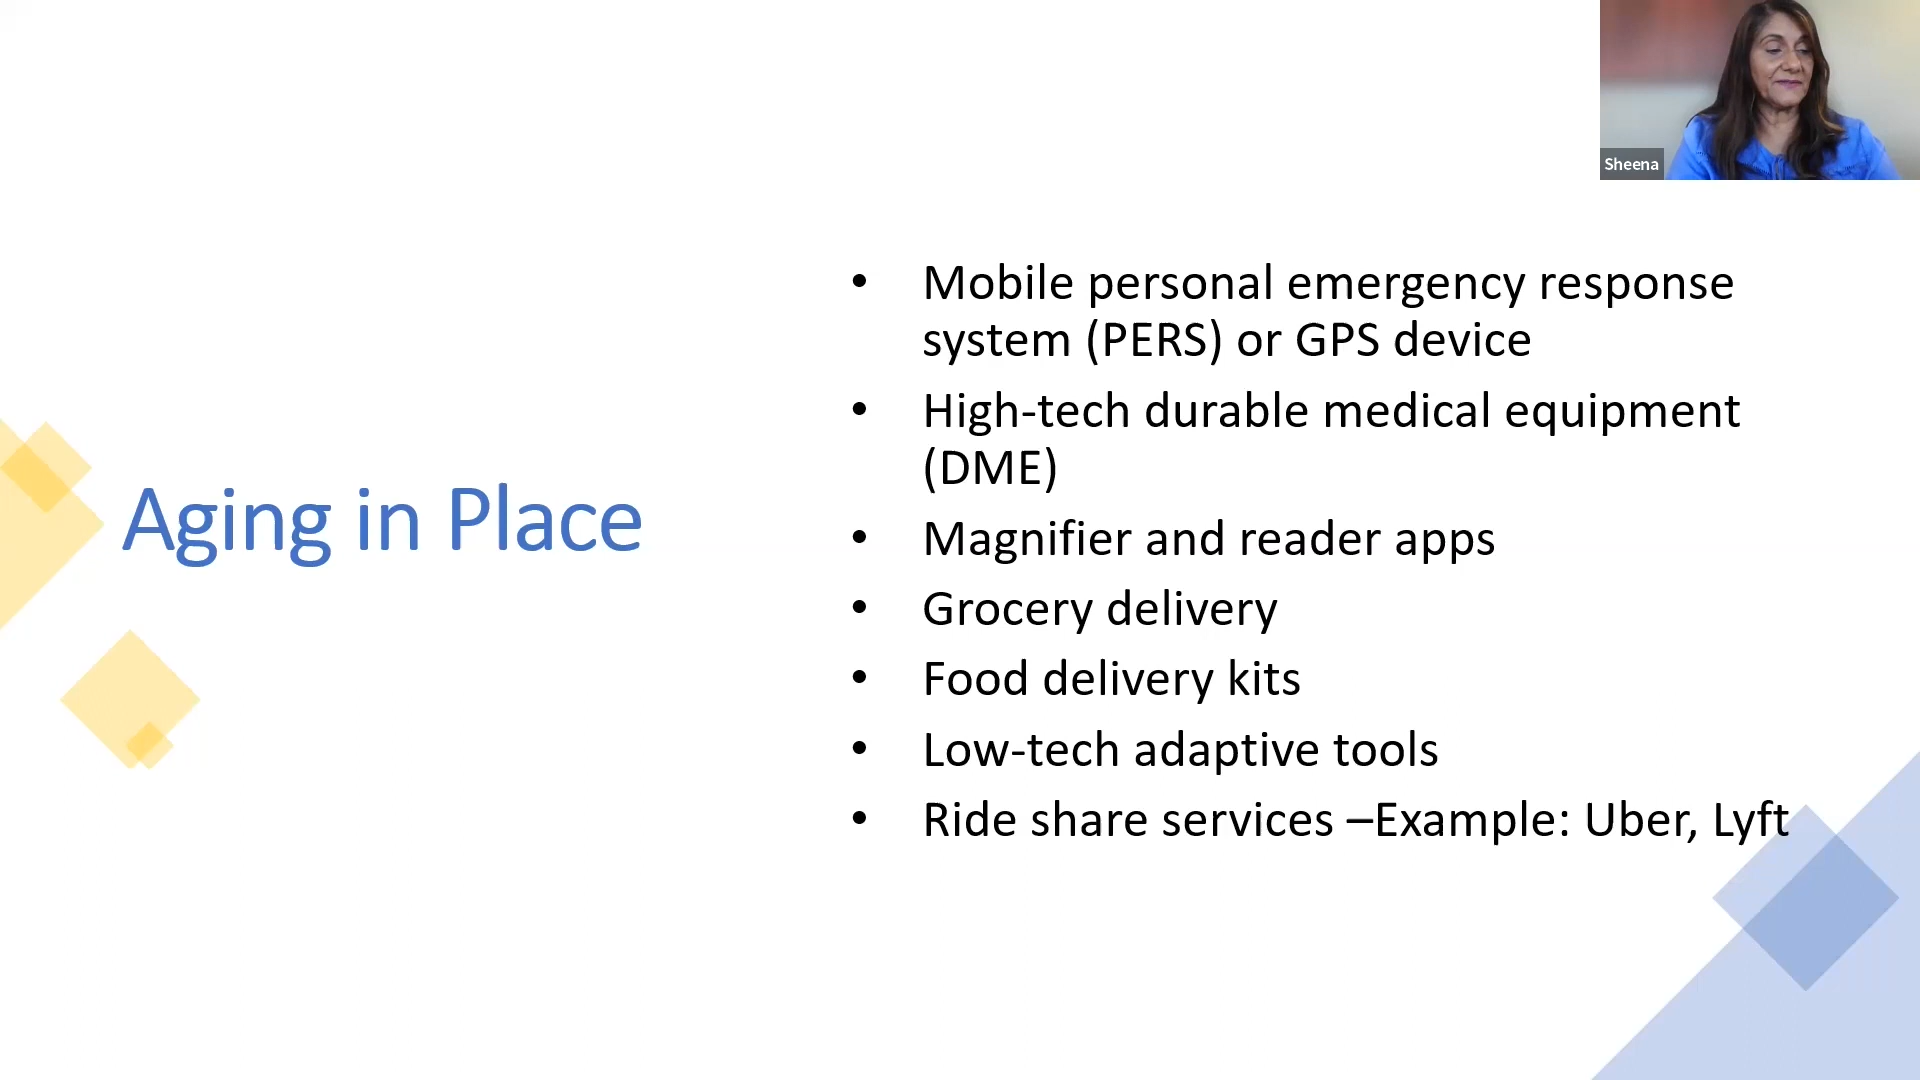 Sheena
Aging in Place
• Mobile personal emergency response
system (PERS) or GPS device
• High-tech durable medical equipment
(DME)
• Magnifier and reader apps
• Grocery delivery
• Food delivery kits
• Low-tech adaptive tools
• Ride share services –Example: Uber, Lyft